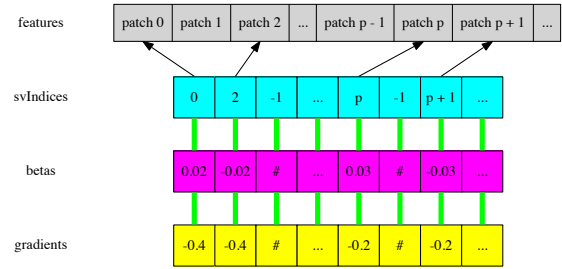 features patch 0 patch 1 patch 2 ... patch p - 1 patch p patch p + 1 ...
svIndices 0 2 -1 ... p -1 p + 1 ...
betas 0.02 -0.02 # ... 0.03 # -0.03 ...
gradients -0.4 -0.4 # ... -0.2 # -0.2 ...